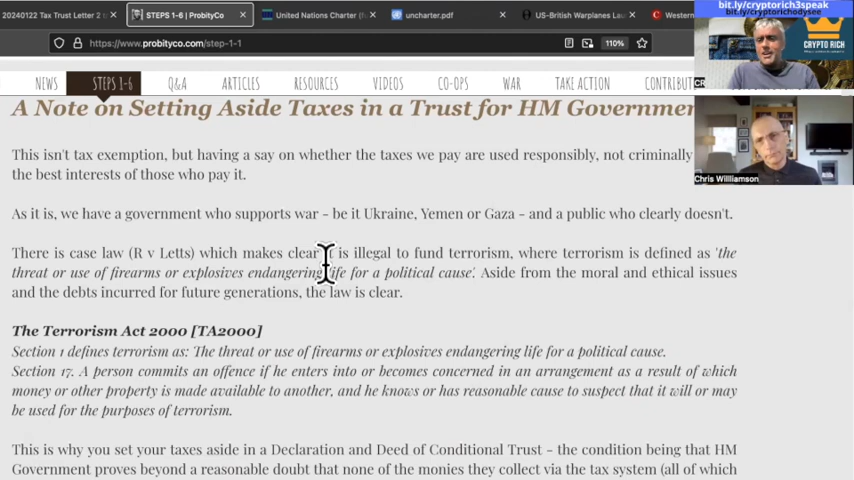 bit.ly/cryptorich3speak
bit.ly/cryptorichodysee
20240122 Tax Trust Letter 2 t
STEPS 1-6 | ProbityCo
United Nations Charter (f
uncharter.pdf
US-British Warplanes Lau
Western
https://www.probityco.com/step-1-1
110%
CRYPTO
RICH
CR
NEWS
STEPS 1-6
Q&A
ARTICLES
RESOURCES
VIDEOS
CO-OPS
WAR
TAKE ACTION
CONTRIBUT
Chris Williamson
A Note on Setting Aside Taxes in a Trust for HM Governmen
This isn't tax exemption, but having a say on whether the taxes we pay are used responsibly, not criminally
the best interests of those who pay it.
As it is, we have a government who supports war - be it Ukraine, Yemen or Gaza - and a public who clearly doesn't.
There is case law (R v Letts) which makes clear it is illegal to fund terrorism, where terrorism is defined as 'the
threat or use of firearms or explosives endangering life for a political cause'. Aside from the moral and ethical issues
and the debts incurred for future generations, the law is clear.
The Terrorism Act 2000 [TA2000]
Section 1 defines terrorism as: The threat or use of firearms or explosives endangering life for a political cause.
Section 17. A person commits an offence if he enters into or becomes concerned in an arrangement as a result of which
money or other property is made available to another, and he knows or has reasonable cause to suspect that it will or may
be used for the purposes of terrorism.
This is why you set your taxes aside in a Declaration and Deed of Conditional Trust - the condition being that HM
Government proves beyond a reasonable doubt that none of the monies they collect via the tax system (all of which